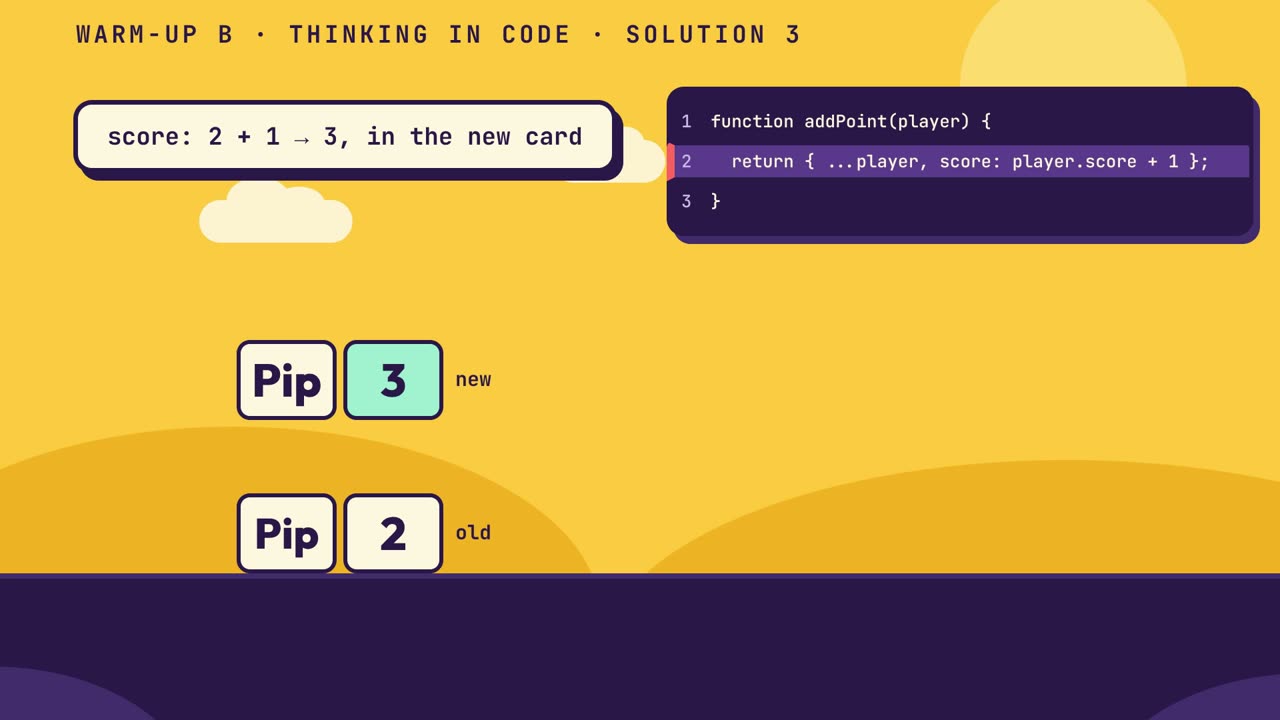 WARM-UP B · THINKING IN CODE · SOLUTION 3
score: 2 + 1 → 3, in the new card
1 function addPoint(player) {
2 return { ...player, score: player.score + 1 };
3 }
Pip 3 new
Pip 2 old